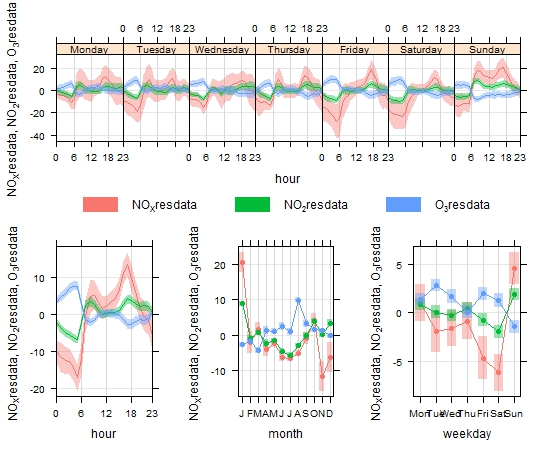 0 6 12 18 23 0 6 12 18 23 0 6 12 18 23
Monday Tuesday Wednesday Thursday Friday Saturday Sunday
NOXresdata, NO2resdata, O3resdata
20
0
-20
-40
0 6 12 18 23 0 6 12 18 23 0 6 12 18 23 0 6 12 18 23
hour
NOXresdata NO2resdata O3resdata
NOXresdata, NO2resdata, O3resdata
10
0
-10
-20
0 6 12 18 23
hour
NOXresdata, NO2resdata, O3resdata
20
10
0
-10
J F M A M J J A S O N D
month
NOXresdata, NO2resdata, O3resdata
5
0
-5
Mon Tue Wed Thu Fri Sat Sun
weekday